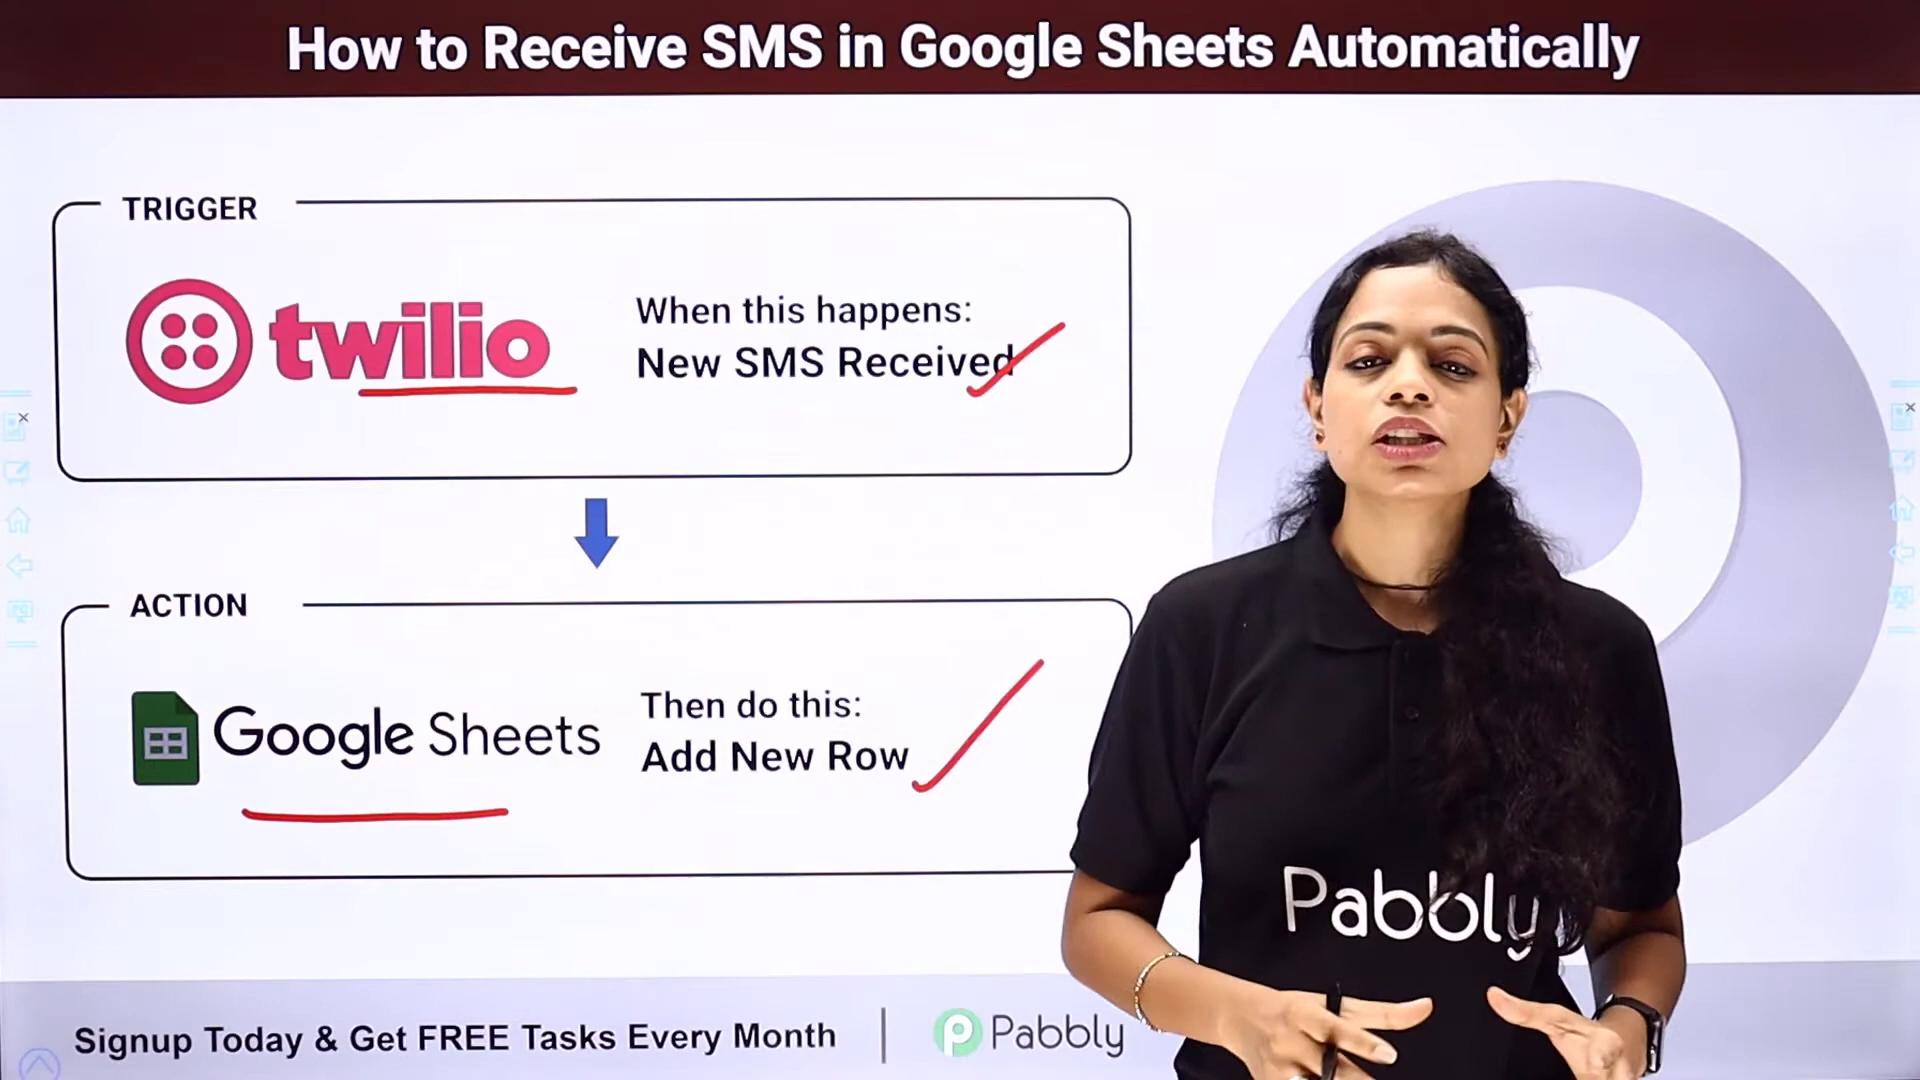 How to Receive SMS in Google Sheets Automatically
TRIGGER
twilio
When this happens:
New SMS Received
ACTION
Google Sheets
Then do this:
Add New Row
Signup Today & Get FREE Tasks Every Month
Pabbly
Pabbly